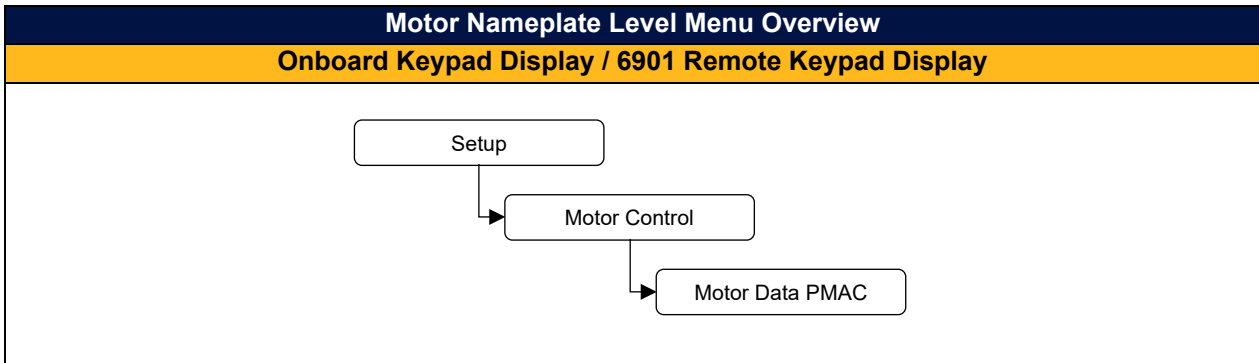 Motor Nameplate Level Menu Overview
Onboard Keypad Display / 6901 Remote Keypad Display
Setup
Motor Control
Motor Data PMAC